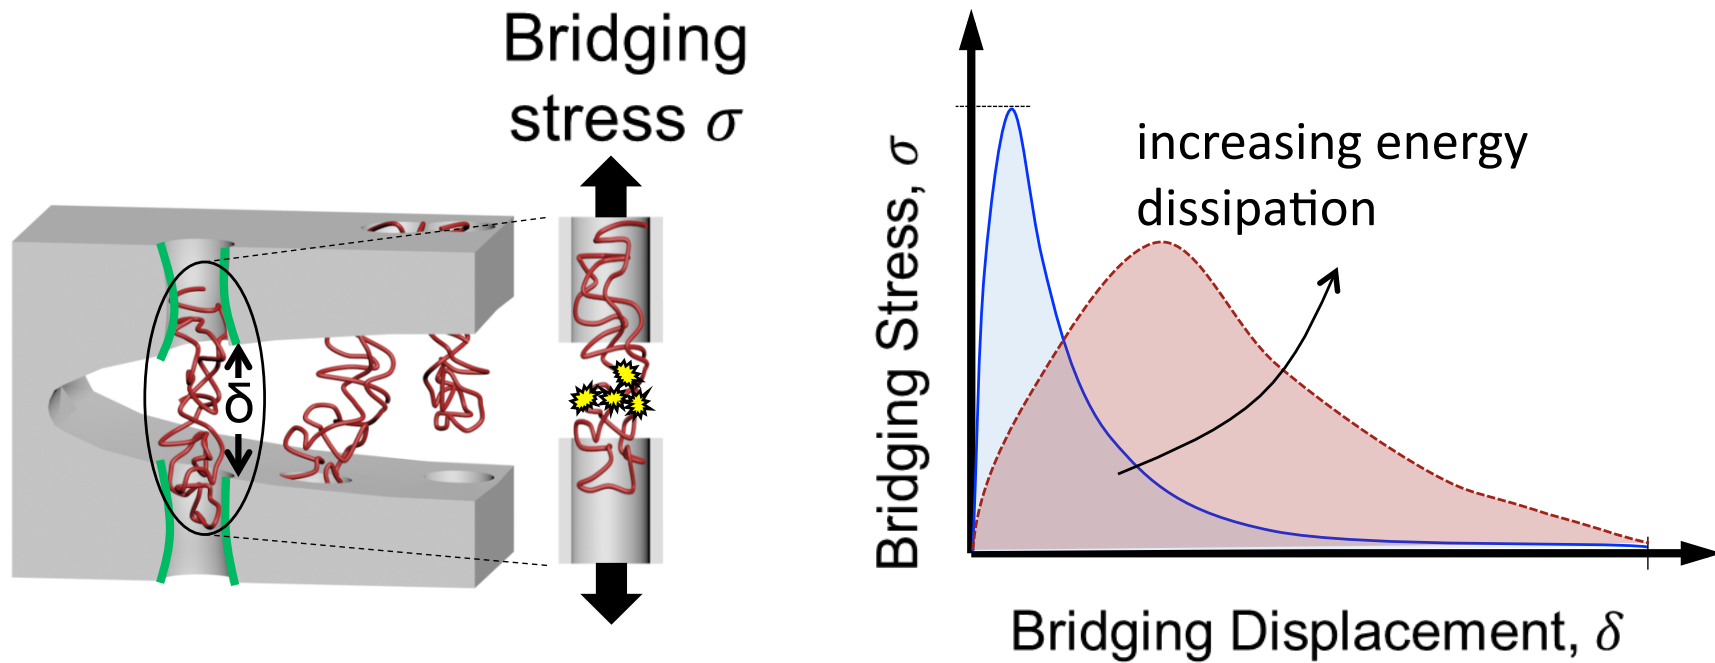 Bridging
stress σ
δ
increasing energy
dissipation
Bridging Stress, σ
Bridging Displacement, δ